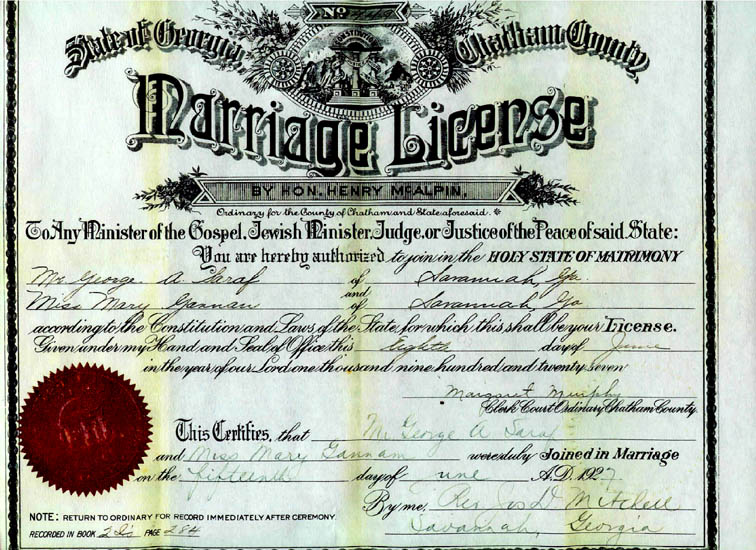 No
State of Georgia, Chatham County
Marriage License
BY HON. HENRY McALPIN,
Ordinary for the County of Chatham and State aforesaid.
To Any Minister of the Gospel, Jewish Minister, Judge, or Justice of the Peace of said State:
You are hereby authorized to join in the HOLY STATE OF MATRIMONY
Mr George A. Saraf of Savannah, Ga.
and
Miss Mary Gannam of Savannah Ga
according to the Constitution and Laws of the State, for which this shall be your License.
Given under my Hand and Seal of Office this Eighth day of June
in the year of our Lord one thousand nine hundred and twenty seven
Margaret Murphy
Clerk Court Ordinary Chatham County.
This Certifies, that Mr George A Saraf
and Miss Mary Gannam were duly Joined in Marriage
on the fifteenth day of June A.D. 1927
By me, Rev Jos D Mitchell
Savannah, Georgia
NOTE: RETURN TO ORDINARY FOR RECORD IMMEDIATELY AFTER CEREMONY.
RECORDED IN BOOK PAGE 284